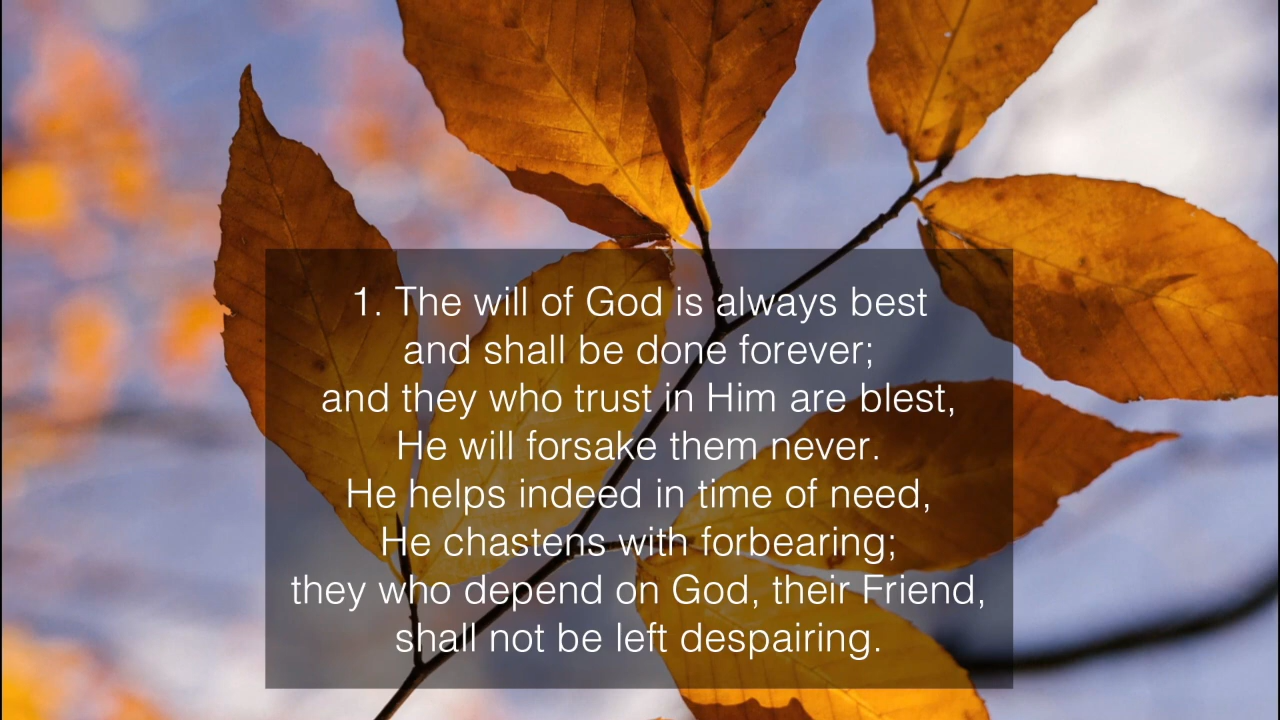 1. The will of God is always best
and shall be done forever;
and they who trust in Him are blest,
He will forsake them never.
He helps indeed in time of need,
He chastens with forbearing;
they who depend on God, their Friend,
shall not be left despairing.